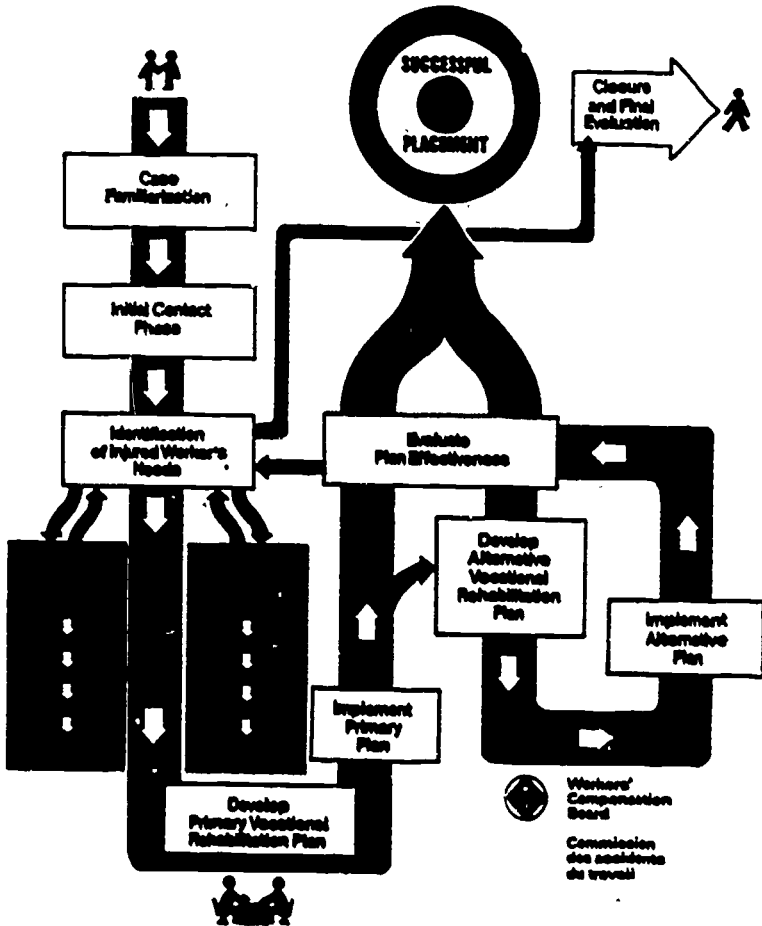 SUCCESSFUL
PLACEMENT
Closure
and Final
Evaluation
Case
Familiarization
Initial Contact
Phase
Identification
of Injured Worker's
Needs
Evaluate
Plan Effectiveness
Develop
Alternative
Vocational
Rehabilitation
Plan
Implement
Alternative
Plan
Implement
Primary
Plan
Develop
Primary Vocational
Rehabilitation Plan
Workers'
Compensation
Board
Commission
des accidents
du travail